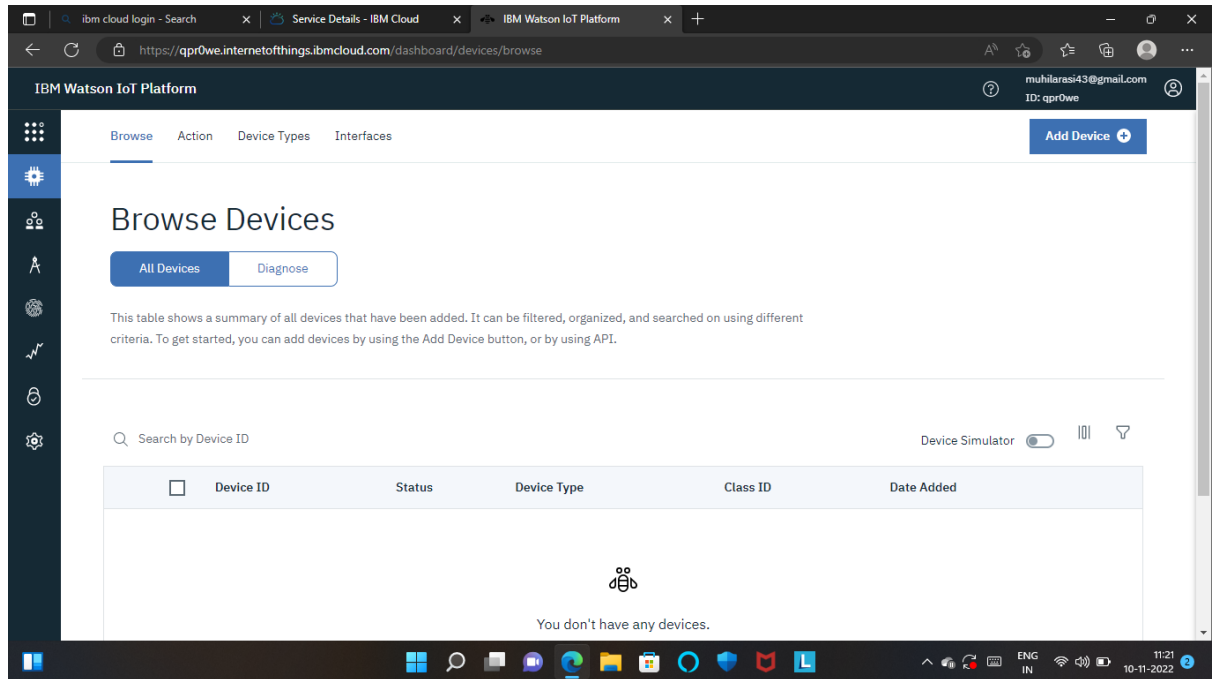 ibm cloud login - Search
Service Details - IBM Cloud
IBM Watson IoT Platform
https://qpr0we.internetofthings.ibmcloud.com/dashboard/devices/browse
IBM Watson IoT Platform
muhilarasi43@gmail.com
ID: qpr0we
Browse Action Device Types Interfaces
Add Device
Browse Devices
All Devices Diagnose
This table shows a summary of all devices that have been added. It can be filtered, organized, and searched on using different
criteria. To get started, you can add devices by using the Add Device button, or by using API.
Search by Device ID
Device Simulator
Device ID Status Device Type Class ID Date Added
You don't have any devices.
L
ENG
IN
11:21
10-11-2022
2